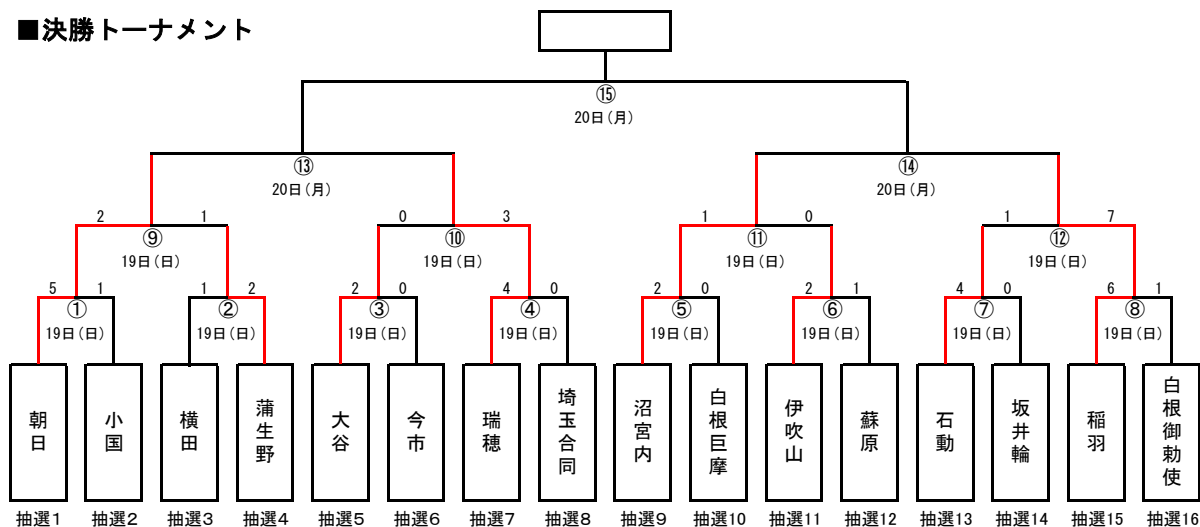 ■決勝トーナメント
⑮
20日(月)
⑬ ⑭
20日(月) 20日(月)
2 1 0 3 1 0 1 7
⑨ ⑩ ⑪ ⑫
19日(日) 19日(日) 19日(日) 19日(日)
5 1 1 2 2 0 4 0 2 0 2 1 4 0 6 1
① ② ③ ④ ⑤ ⑥ ⑦ ⑧
19日(日) 19日(日) 19日(日) 19日(日) 19日(日) 19日(日) 19日(日) 19日(日)
朝日 小国 横田 蒲生野 大谷 今市 瑞穂 埼玉合同 沼宮内 白根巨摩 伊吹山 蘇原 石動 坂井輪 稲羽 白根御勅使
抽選1 抽選2 抽選3 抽選4 抽選5 抽選6 抽選7 抽選8 抽選9 抽選10 抽選11 抽選12 抽選13 抽選14 抽選15 抽選16